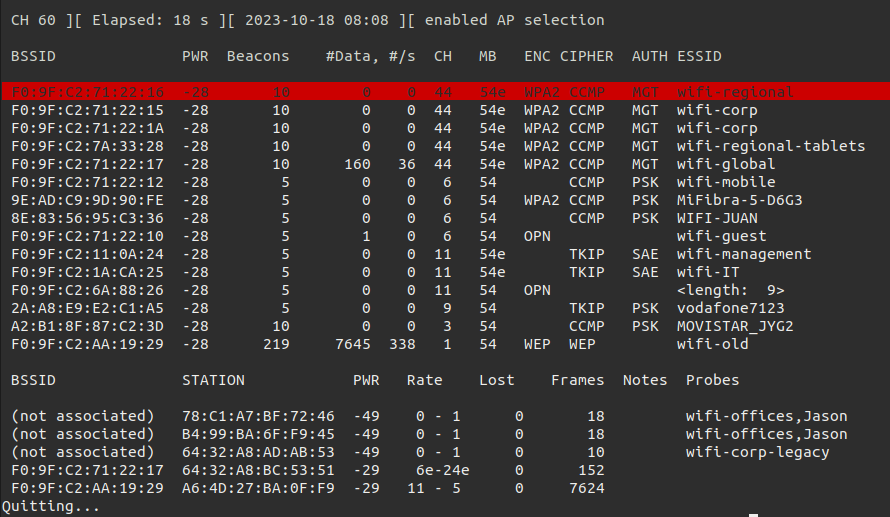 CH 60 ][ Elapsed: 18 s ][ 2023-10-18 08:08 ][ enabled AP selection
BSSID PWR Beacons #Data, #/s CH MB ENC CIPHER AUTH ESSID
F0:9F:C2:71:22:16 -28 10 0 0 44 54e WPA2 CCMP MGT wifi-regional
F0:9F:C2:71:22:15 -28 10 0 0 44 54e WPA2 CCMP MGT wifi-corp
F0:9F:C2:71:22:1A -28 10 0 0 44 54e WPA2 CCMP MGT wifi-corp
F0:9F:C2:7A:33:28 -28 10 0 0 44 54e WPA2 CCMP MGT wifi-regional-tablets
F0:9F:C2:71:22:17 -28 10 160 36 44 54e WPA2 CCMP MGT wifi-global
F0:9F:C2:71:22:12 -28 5 0 0 6 54 CCMP PSK wifi-mobile
9E:AD:C9:9D:90:FE -28 5 0 0 6 54 WPA2 CCMP PSK MiFibra-5-D6G3
8E:83:56:95:C3:36 -28 5 0 0 6 54 CCMP PSK WIFI-JUAN
F0:9F:C2:71:22:10 -28 5 1 0 6 54 OPN wifi-guest
F0:9F:C2:11:0A:24 -28 5 0 0 11 54e TKIP SAE wifi-management
F0:9F:C2:1A:CA:25 -28 5 0 0 11 54e TKIP SAE wifi-IT
F0:9F:C2:6A:88:26 -28 5 0 0 11 54 OPN <length: 9>
2A:A8:E9:E2:C1:A5 -28 5 0 0 9 54 TKIP PSK vodafone7123
A2:B1:8F:87:C2:3D -28 10 0 0 3 54 CCMP PSK MOVISTAR_JYG2
F0:9F:C2:AA:19:29 -28 219 7645 338 1 54 WEP WEP wifi-old
BSSID STATION PWR Rate Lost Frames Notes Probes
(not associated) 78:C1:A7:BF:72:46 -49 0 - 1 0 18 wifi-offices,Jason
(not associated) B4:99:BA:6F:F9:45 -49 0 - 1 0 18 wifi-offices,Jason
(not associated) 64:32:A8:AD:AB:53 -49 0 - 1 0 10 wifi-corp-legacy
F0:9F:C2:71:22:17 64:32:A8:BC:53:51 -29 6e-24e 0 152
F0:9F:C2:AA:19:29 A6:4D:27:BA:0F:F9 -29 11 - 5 0 7624
Quitting...